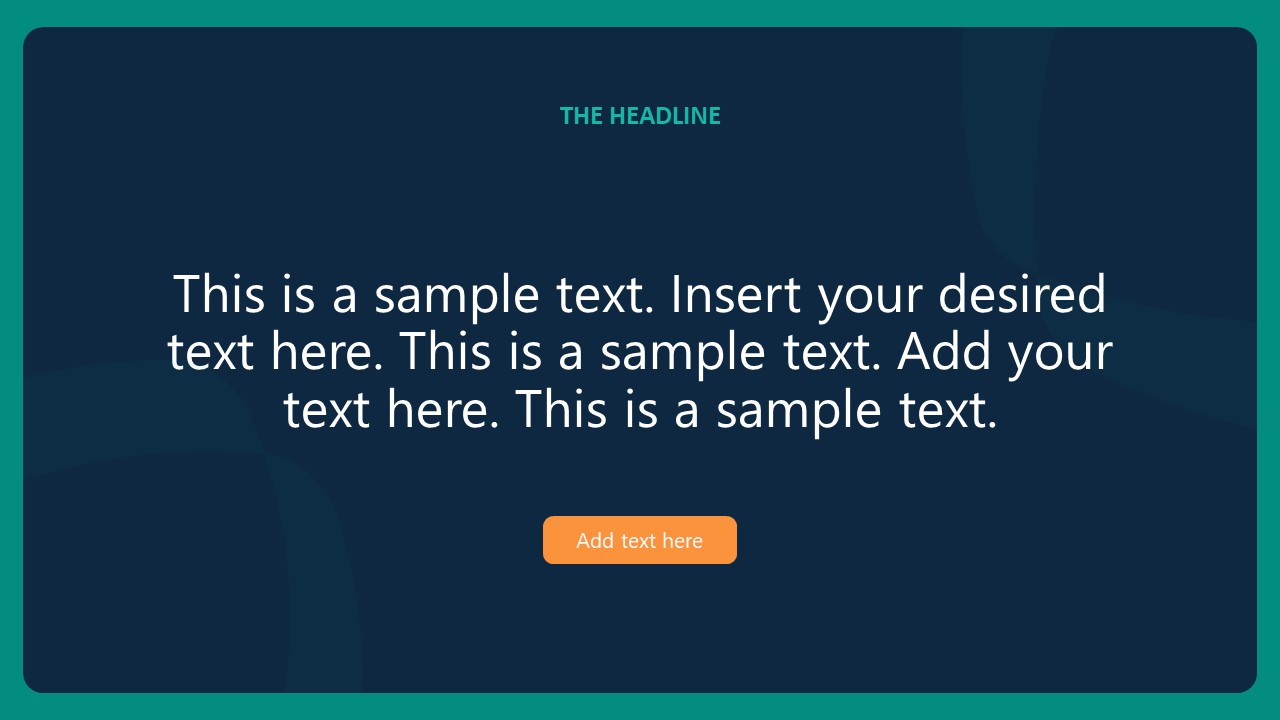 THE HEADLINE
This is a sample text. Insert your desired
text here. This is a sample text. Add your
text here. This is a sample text.
Add text here